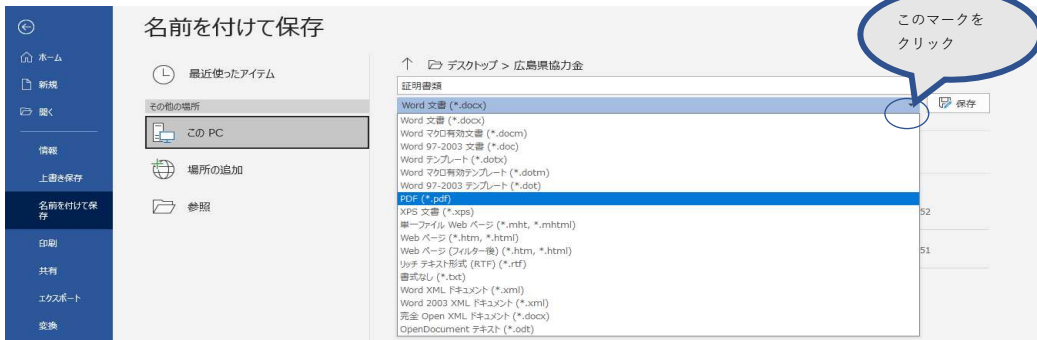 名前を付けて保存
このマークを
クリック
ホーム
新規
開く
情報
上書き保存
名前を付けて保
存
印刷
共有
エクスポート
変換
最近使ったアイテム
その他の場所
この PC
場所の追加
参照
デスクトップ > 広島県協力金
証明書類
Word 文書 (*.docx)
保存
Word 文書 (*.docx)
Word マクロ有効文書 (*.docm)
Word 97-2003 文書 (*.doc)
Word テンプレート (*.dotx)
Word マクロ有効テンプレート (*.dotm)
Word 97-2003 テンプレート (*.dot)
PDF (*.pdf)
XPS 文書 (*.xps)
単一ファイル Web ページ (*.mht, *.mhtml)
Web ページ (*.htm, *.html)
Web ページ (フィルター後) (*.htm, *.html)
リッチ テキスト形式 (RTF) (*.rtf)
書式なし (*.txt)
Word XML ドキュメント (*.xml)
Word 2003 XML ドキュメント (*.xml)
完全 Open XML ドキュメント (*.docx)
OpenDocument テキスト (*.odt)
52
51